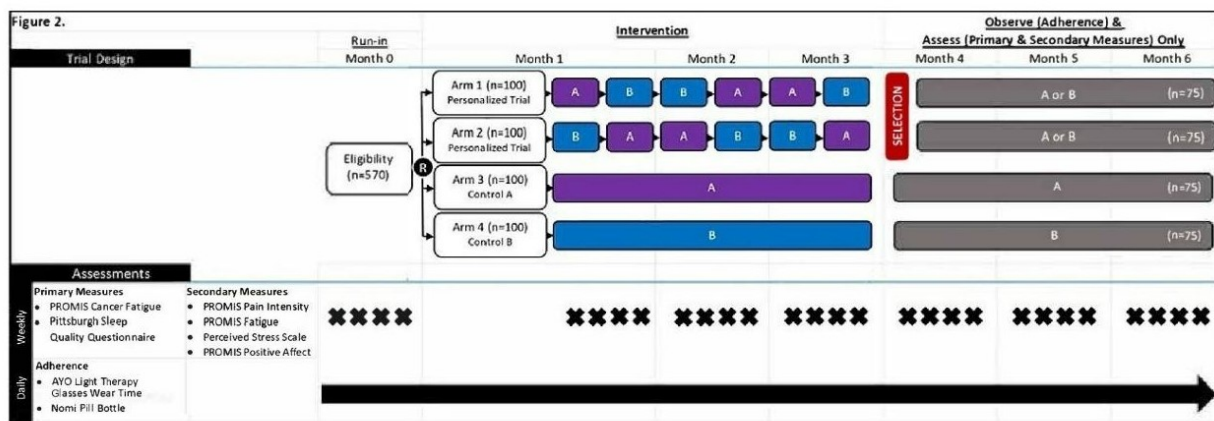 Figure 2.
Run-in
Intervention
Observe (Adherence) &
Assess (Primary & Secondary Measures) Only
Trial Design
Month 0
Month 1
Month 2
Month 3
Month 4
Month 5
Month 6
Arm 1 (n=100)
Personalized Trial
A B B A A B
SELECTION
A or B (n=75)
Arm 2 (n=100)
Personalized Trial
B A A B B A
A or B (n=75)
Eligibility
(n=570)
R
Arm 3 (n=100)
Control A
A
A (n=75)
Arm 4 (n=100)
Control B
B
B (n=75)
Assessments
Weekly
Primary Measures
• PROMIS Cancer Fatigue
• Pittsburgh Sleep
Quality Questionnaire
Secondary Measures
• PROMIS Pain Intensity
• PROMIS Fatigue
• Perceived Stress Scale
• PROMIS Positive Affect
Daily
Adherence
• AYO Light Therapy
Glasses Wear Time
• Nomi Pill Bottle